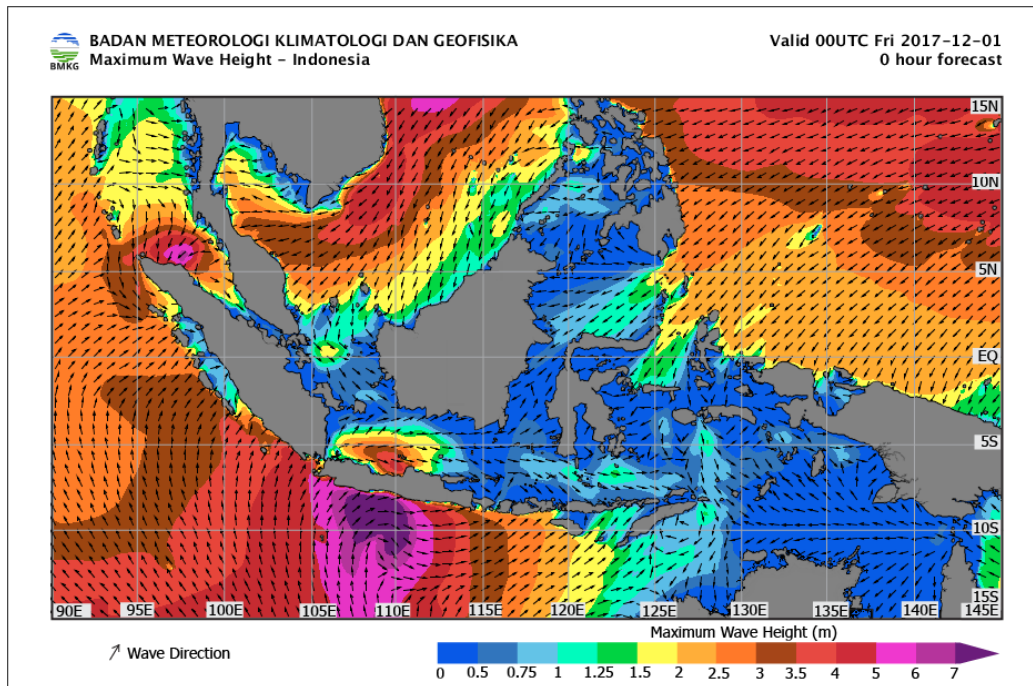 BADAN METEOROLOGI KLIMATOLOGI DAN GEOFISIKA
Maximum Wave Height - Indonesia
BMKG
Valid 00UTC Fri 2017-12-01
0 hour forecast
15N
10N
5N
EQ
5S
10S
15S
90E 95E 100E 105E 110E 115E 120E 125E 130E 135E 140E 145E
Wave Direction
Maximum Wave Height (m)
0 0.5 0.75 1 1.25 1.5 2 2.5 3 3.5 4 5 6 7